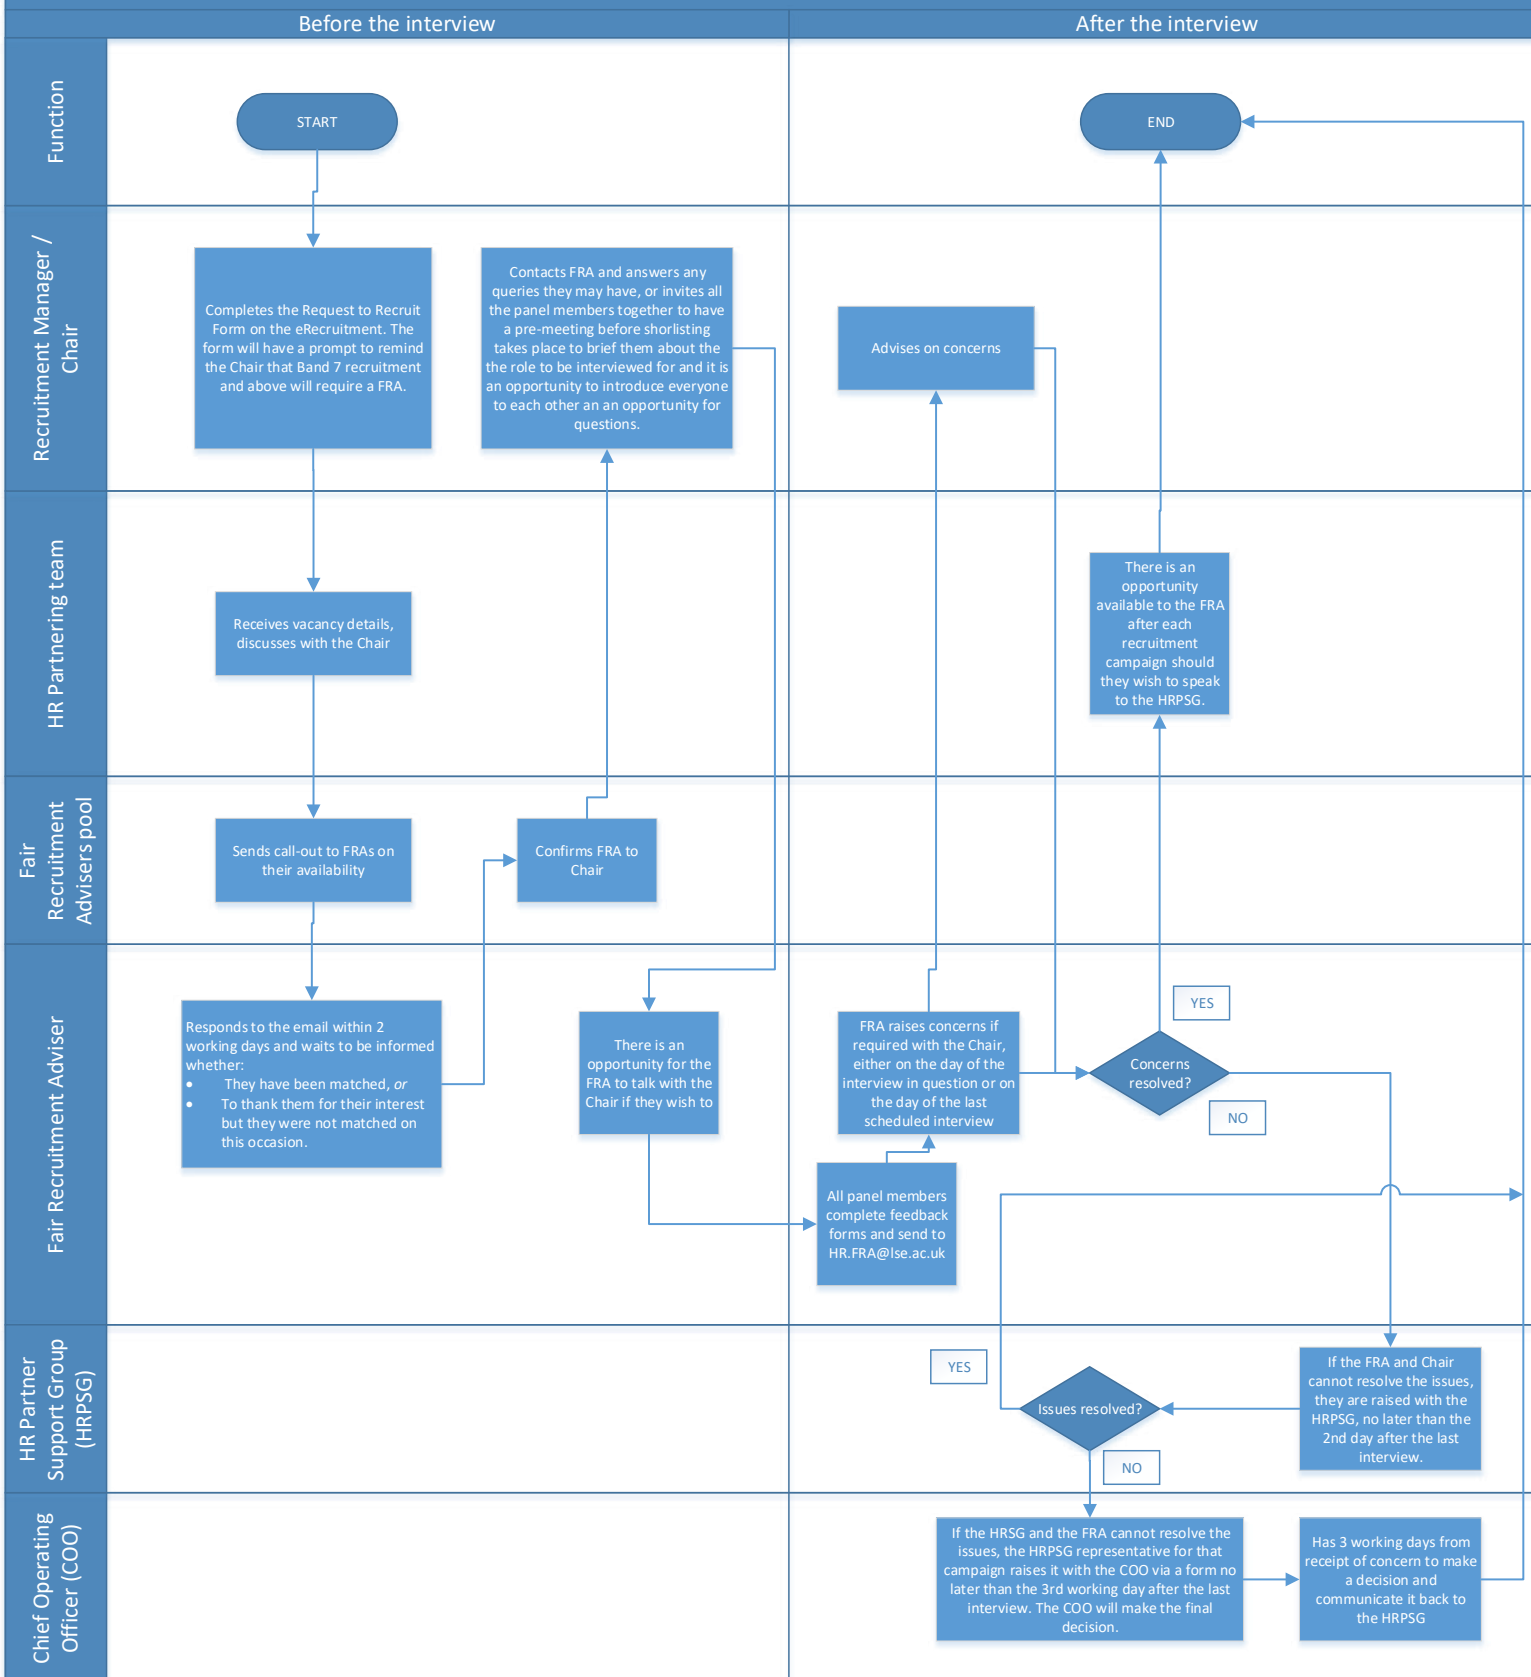 Before the interview
After the interview
Function
START
END
Recruitment Manager /
Chair
Completes the Request to Recruit
Form on the eRecruitment. The
form will have a prompt to remind
the Chair that Band 7 recruitment
and above will require a FRA.
Contacts FRA and answers any
queries they may have, or invites all
the panel members together to have
a pre-meeting before shorlisting
takes place to brief them about the
the role to be interviewed for and it is
an opportunity to introduce everyone
to each other an an opportunity for
questions.
Advises on concerns
HR Partnering team
Receives vacancy details,
discusses with the Chair
There is an
opportunity
available to the FRA
after each
recruitment
campaign should
they wish to speak
to the HRPSG.
Fair
Recruitment
Advisers pool
Sends call-out to FRAs on
their availability
Confirms FRA to
Chair
Fair Recruitment Adviser
Responds to the email within 2
working days and waits to be informed
whether:
• They have been matched, or
• To thank them for their interest
but they were not matched on
this occasion.
There is an
opportunity for the
FRA to talk with the
Chair if they wish to
FRA raises concerns if
required with the Chair,
either on the day of the
interview in question or on
the day of the last
scheduled interview
All panel members
complete feedback
forms and send to
HR.FRA@lse.ac.uk
Concerns
resolved?
YES
NO
HR Partner
Support Group
(HRPSG)
YES
Issues resolved?
NO
If the FRA and Chair
cannot resolve the issues,
they are raised with the
HRPSG, no later than the
2nd day after the last
interview.
Chief Operating
Officer (COO)
If the HRSG and the FRA cannot resolve the
issues, the HRPSG representative for that
campaign raises it with the COO via a form no
later than the 3rd working day after the last
interview. The COO will make the final
decision.
Has 3 working days from
receipt of concern to make
a decision and
communicate it back to
the HRPSG